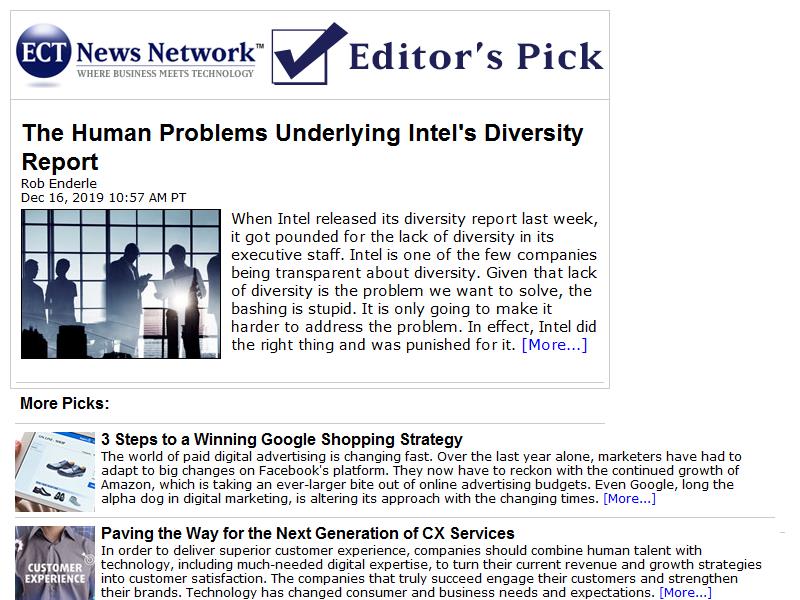 ECT News Network™
WHERE BUSINESS MEETS TECHNOLOGY
Editor's Pick
The Human Problems Underlying Intel's Diversity
Report
Rob Enderle
Dec 16, 2019 10:57 AM PT
When Intel released its diversity report last week,
it got pounded for the lack of diversity in its
executive staff. Intel is one of the few companies
being transparent about diversity. Given that lack
of diversity is the problem we want to solve, the
bashing is stupid. It is only going to make it
harder to address the problem. In effect, Intel did
the right thing and was punished for it. [More...]
More Picks:
3 Steps to a Winning Google Shopping Strategy
The world of paid digital advertising is changing fast. Over the last year alone, marketers have had to
adapt to big changes on Facebook's platform. They now have to reckon with the continued growth of
Amazon, which is taking an ever-larger bite out of online advertising budgets. Even Google, long the
alpha dog in digital marketing, is altering its approach with the changing times. [More...]
Paving the Way for the Next Generation of CX Services
In order to deliver superior customer experience, companies should combine human talent with
technology, including much-needed digital expertise, to turn their current revenue and growth strategies
into customer satisfaction. The companies that truly succeed engage their customers and strengthen
their brands. Technology has changed consumer and business needs and expectations. [More...]
CUSTOMER
EXPERIENCE